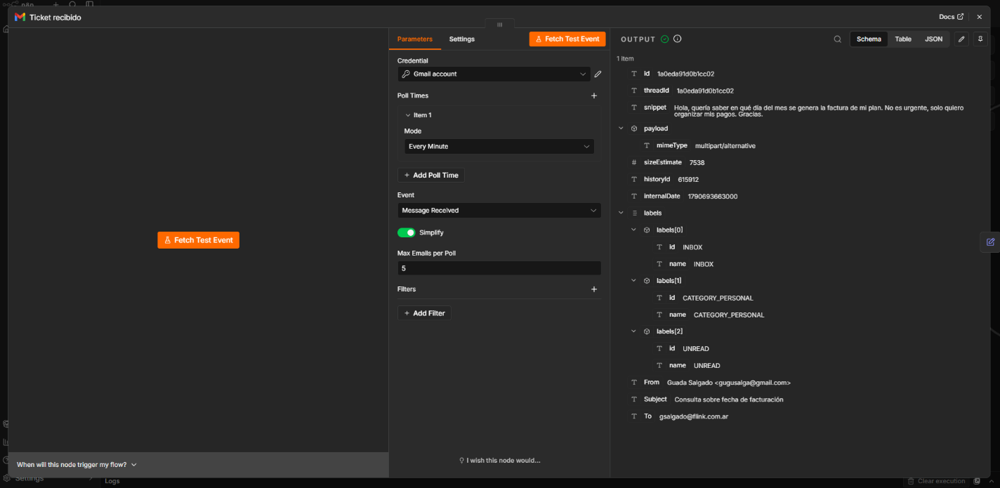 n8n
Ticket recibido
Docs
Parameters
Settings
Fetch Test Event
Credential
Gmail account
Poll Times
Item 1
Mode
Every Minute
Add Poll Time
Event
Message Received
Simplify
Max Emails per Poll
5
Filters
Add Filter
I wish this node would...
Fetch Test Event
When will this node trigger my flow?
OUTPUT
Schema
Table
JSON
1 item
id 1a0eda91d0b1cc02
threadId 1a0eda91d0b1cc02
snippet Hola, quería saber en qué día del mes se genera la factura de mi plan. No es urgente, solo quiero
organizar mis pagos. Gracias.
payload
mimeType multipart/alternative
# sizeEstimate 7538
historyId 615912
internalDate 1790693663000
labels
labels[0]
id INBOX
name INBOX
labels[1]
id CATEGORY_PERSONAL
name CATEGORY_PERSONAL
labels[2]
id UNREAD
name UNREAD
From Guada Salgado <gugusalga@gmail.com>
Subject Consulta sobre fecha de facturación
To gsalgado@flink.com.ar
Settings
Logs
Clear execution